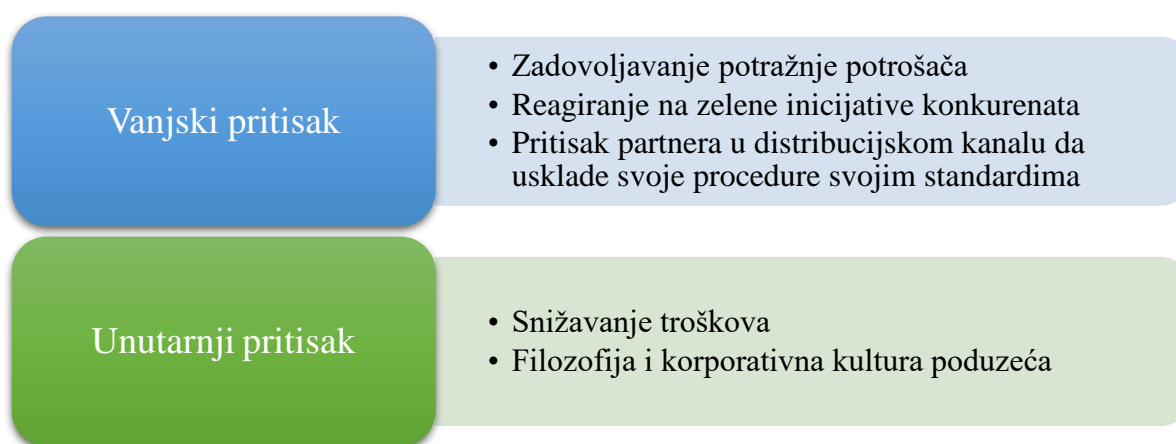 Vanjski pritisak
• Zadovoljavanje potražnje potrošača
• Reagiranje na zelene inicijative konkurenata
• Pritisak partnera u distribucijskom kanalu da
usklade svoje procedure svojim standardima
Unutarnji pritisak
• Snižavanje troškova
• Filozofija i korporativna kultura poduzeća